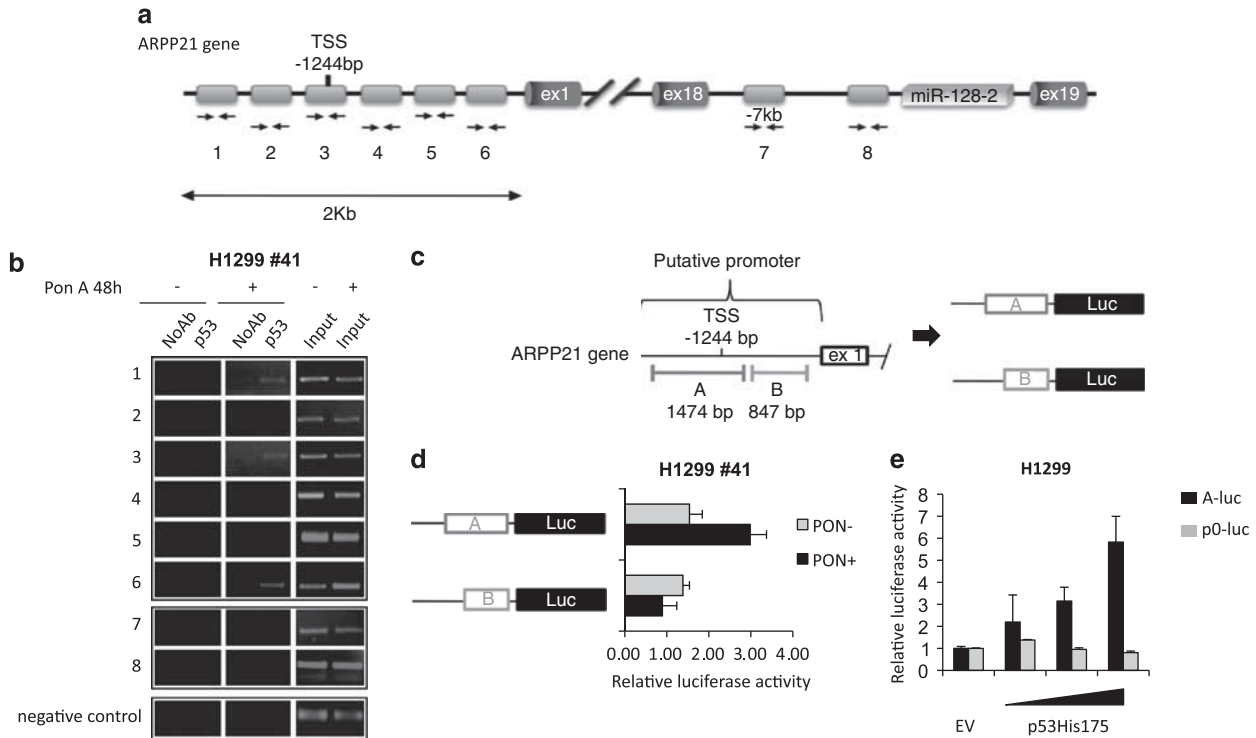 a
ARPP21 gene
TSS
-1244bp
ex1
ex18
miR-128-2
ex19
-7kb
1 2 3 4 5 6 7 8
2Kb
b
H1299 #41
Pon A 48h - + - +
NoAb p53 NoAb p53 Input Input
1
2
3
4
5
6
7
8
negative control
c
Putative promoter
TSS
-1244 bp
ARPP21 gene
ex 1
A B
1474 bp 847 bp
A Luc
B Luc
d
H1299 #41
A Luc
B Luc
PON-
PON+
0.00 1.00 2.00 3.00 4.00
Relative luciferase activity
e
H1299
Relative luciferase activity
8
7
6
5
4
3
2
1
0
A-luc
p0-luc
EV p53His175